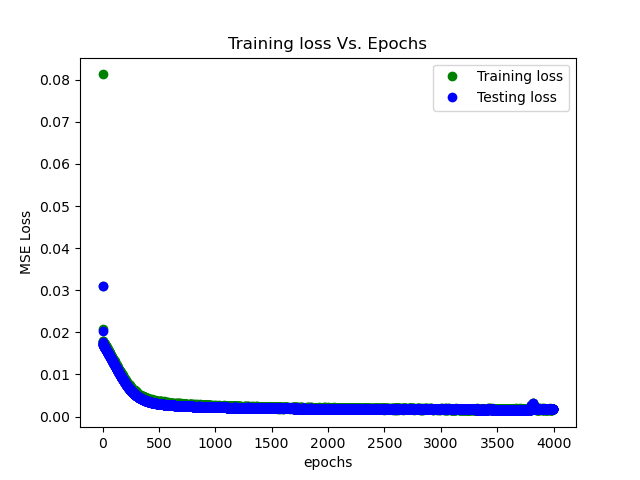 Training loss Vs. Epochs
Training loss
Testing loss
0.08
0.07
0.06
0.05
0.04
0.03
0.02
0.01
0.00
MSE Loss
0 500 1000 1500 2000 2500 3000 3500 4000
epochs